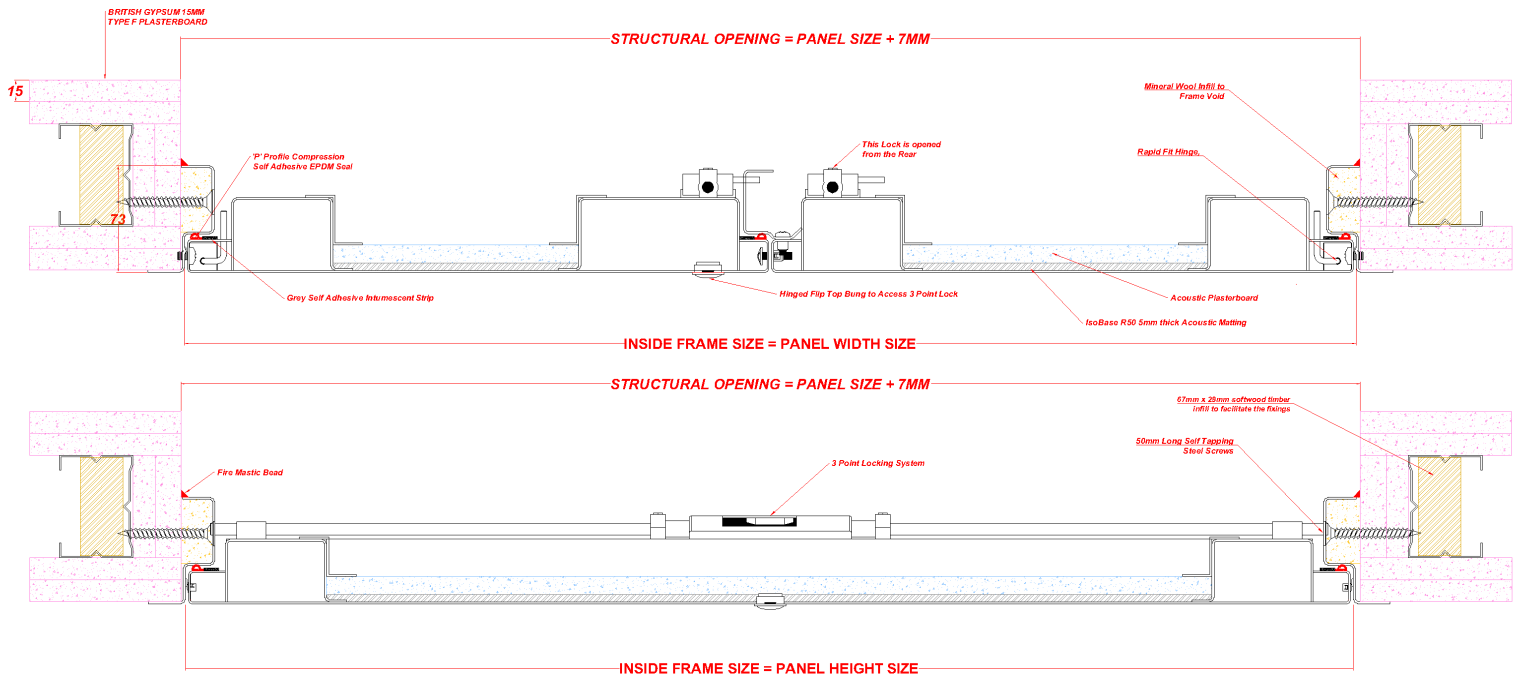 BRITISH GYPSUM 15MM
TYPE F PLASTERBOARD
STRUCTURAL OPENING = PANEL SIZE + 7MM
15
Mineral Wool Infill to
Frame Void
'P' Profile Compression
Self Adhesive EPDM Seal
This Lock is opened
from the Rear
Rapid Fit Hinge,
73
Grey Self Adhesive Intumescent Strip
Hinged Flip Top Bung to Access 3 Point Lock
Acoustic Plasterboard
IsoBase R50 5mm thick Acoustic Matting
INSIDE FRAME SIZE = PANEL WIDTH SIZE
STRUCTURAL OPENING = PANEL SIZE + 7MM
67mm x 28mm softwood timber
infill to facilitate the fixings
50mm Long Self Tapping
Steel Screws
Fire Mastic Bead
3 Point Locking System
INSIDE FRAME SIZE = PANEL HEIGHT SIZE